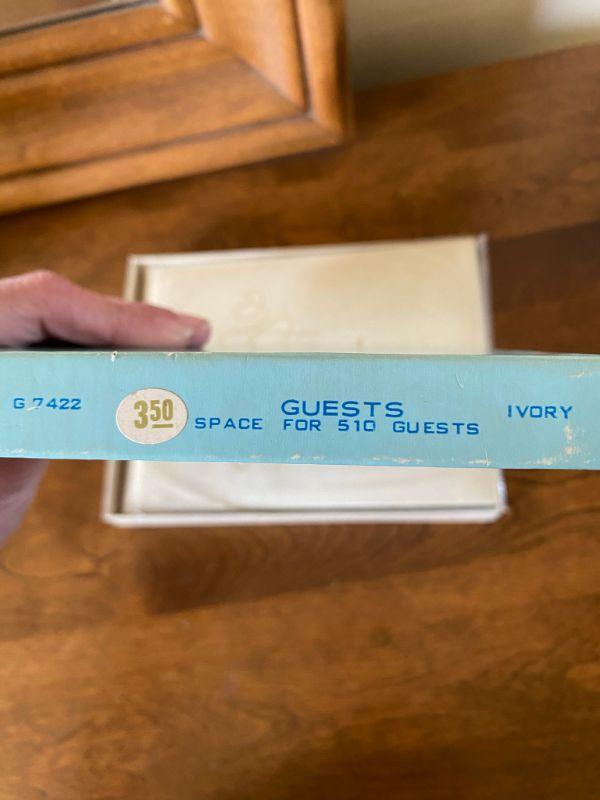 G 7422
350
GUESTS
SPACE FOR 510 GUESTS
IVORY